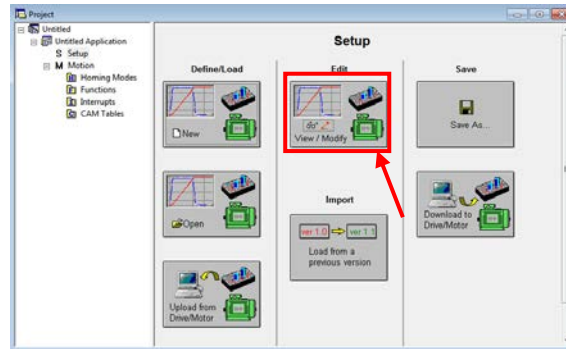 Project
Untitled
Untitled Application
S Setup
M Motion
Homing Modes
Functions
Interrupts
CAM Tables
Setup
Define/Load
Edit
Save
New
View / Modify
Save As...
Open
Import
ver 1.0
ver 1.1
Load from a
previous version
Download to
Drive/Motor
Upload from
Drive/Motor